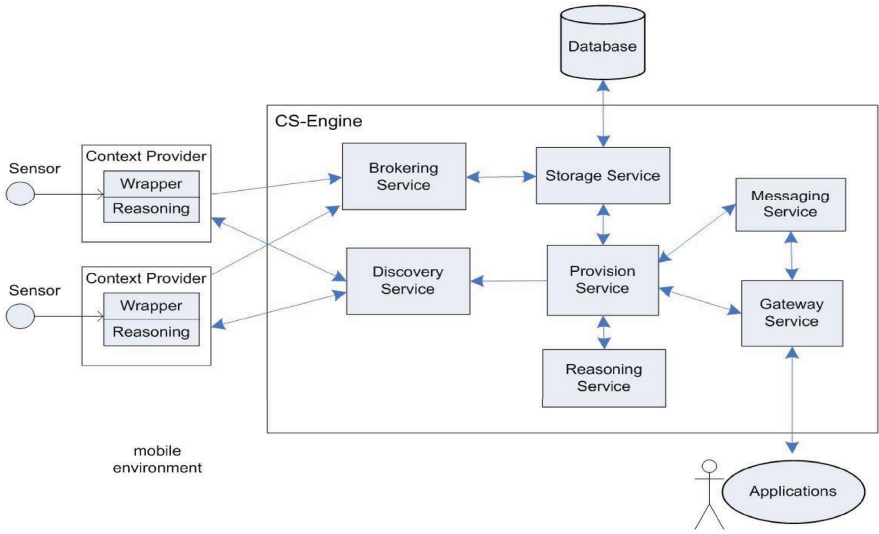 Database
CS-Engine
Sensor
Context Provider
Wrapper
Reasoning
Brokering
Service
Storage Service
Messaging
Service
Sensor
Context Provider
Wrapper
Reasoning
Discovery
Service
Provision
Service
Gateway
Service
Reasoning
Service
mobile
environment
Applications